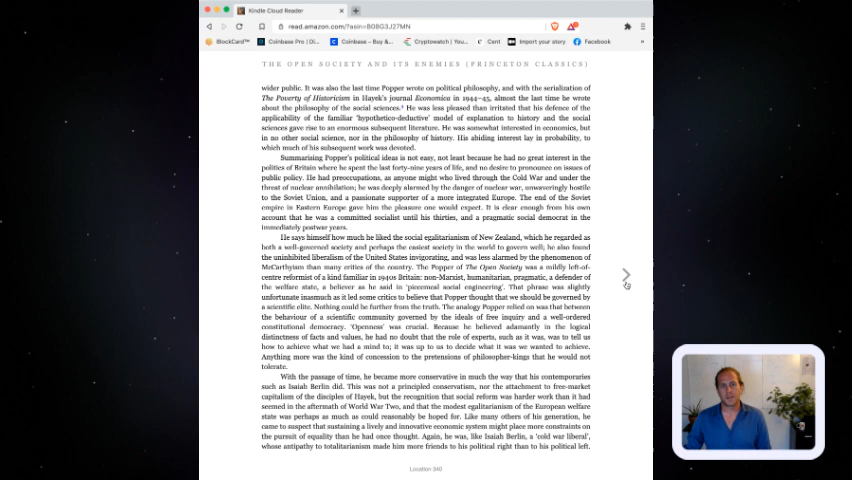 Kindle Cloud Reader
read.amazon.com/?asin=B08G3J27MN
BlockCard™ Coinbase Pro | Di... Coinbase – Buy &... Cryptowatch | You... Cent Import your story Facebook
THE OPEN SOCIETY AND ITS ENEMIES (PRINCETON CLASSICS)
wider public. It was also the last time Popper wrote on political philosophy, and with the serialization of
The Poverty of Historicism in Hayek's journal Economica in 1944–45, almost the last time he wrote
about the philosophy of the social sciences. He was less pleased than irritated that his defence of the
applicability of the familiar 'hypothetico-deductive' model of explanation to history and the social
sciences gave rise to an enormous subsequent literature. He was somewhat interested in economics, but
in no other social science, nor in the philosophy of history. His abiding interest lay in probability, to
which much of his subsequent work was devoted.
Summarising Popper's political ideas is not easy, not least because he had no great interest in the
politics of Britain where he spent the last forty-nine years of life, and no desire to pronounce on issues of
public policy. He had preoccupations, as anyone might who lived through the Cold War and under the
threat of nuclear annihilation; he was deeply alarmed by the danger of nuclear war, unwaveringly hostile
to the Soviet Union, and a passionate supporter of a more integrated Europe. The end of the Soviet
empire in Eastern Europe gave him the pleasure one would expect. It is clear enough from his own
account that he was a committed socialist until his thirties, and a pragmatic social democrat in the
immediately postwar years.
He says himself how much he liked the social egalitarianism of New Zealand, which he regarded as
both a well-governed society and perhaps the easiest society in the world to govern well; he also found
the uninhibited liberalism of the United States invigorating, and was less alarmed by the phenomenon of
McCarthyism than many critics of the country. The Popper of The Open Society was a mildly left-of-
centre reformist of a kind familiar in 1940s Britain: non-Marxist, humanitarian, pragmatic, a defender of
the welfare state, a believer as he said in 'piecemeal social engineering'. That phrase was slightly
unfortunate inasmuch as it led some critics to believe that Popper thought that we should be governed by
a scientific elite. Nothing could be further from the truth. The analogy Popper relied on was that between
the behaviour of a scientific community governed by the ideals of free inquiry and a well-ordered
constitutional democracy. 'Openness' was crucial. Because he believed adamantly in the logical
distinctness of facts and values, he had no doubt that the role of experts, such as it was, was to tell us
how to achieve what we had a mind to; it was up to us to decide what it was we wanted to achieve.
Anything more was the kind of concession to the pretensions of philosopher-kings that he would not
tolerate.
With the passage of time, he became more conservative in much the way that his contemporaries
such as Isaiah Berlin did. This was not a principled conservatism, nor the attachment to free-market
capitalism of the disciples of Hayek, but the recognition that social reform was harder work than it had
seemed in the aftermath of World War Two, and that the modest egalitarianism of the European welfare
state was perhaps as much as could reasonably be hoped for. Like many others of his generation, he
came to suspect that sustaining a lively and innovative economic system might place more constraints on
the pursuit of equality than he had once thought. Again, he was, like Isaiah Berlin, a 'cold war liberal',
whose antipathy to totalitarianism made him more friends to his political right than to his political left.
Location 340